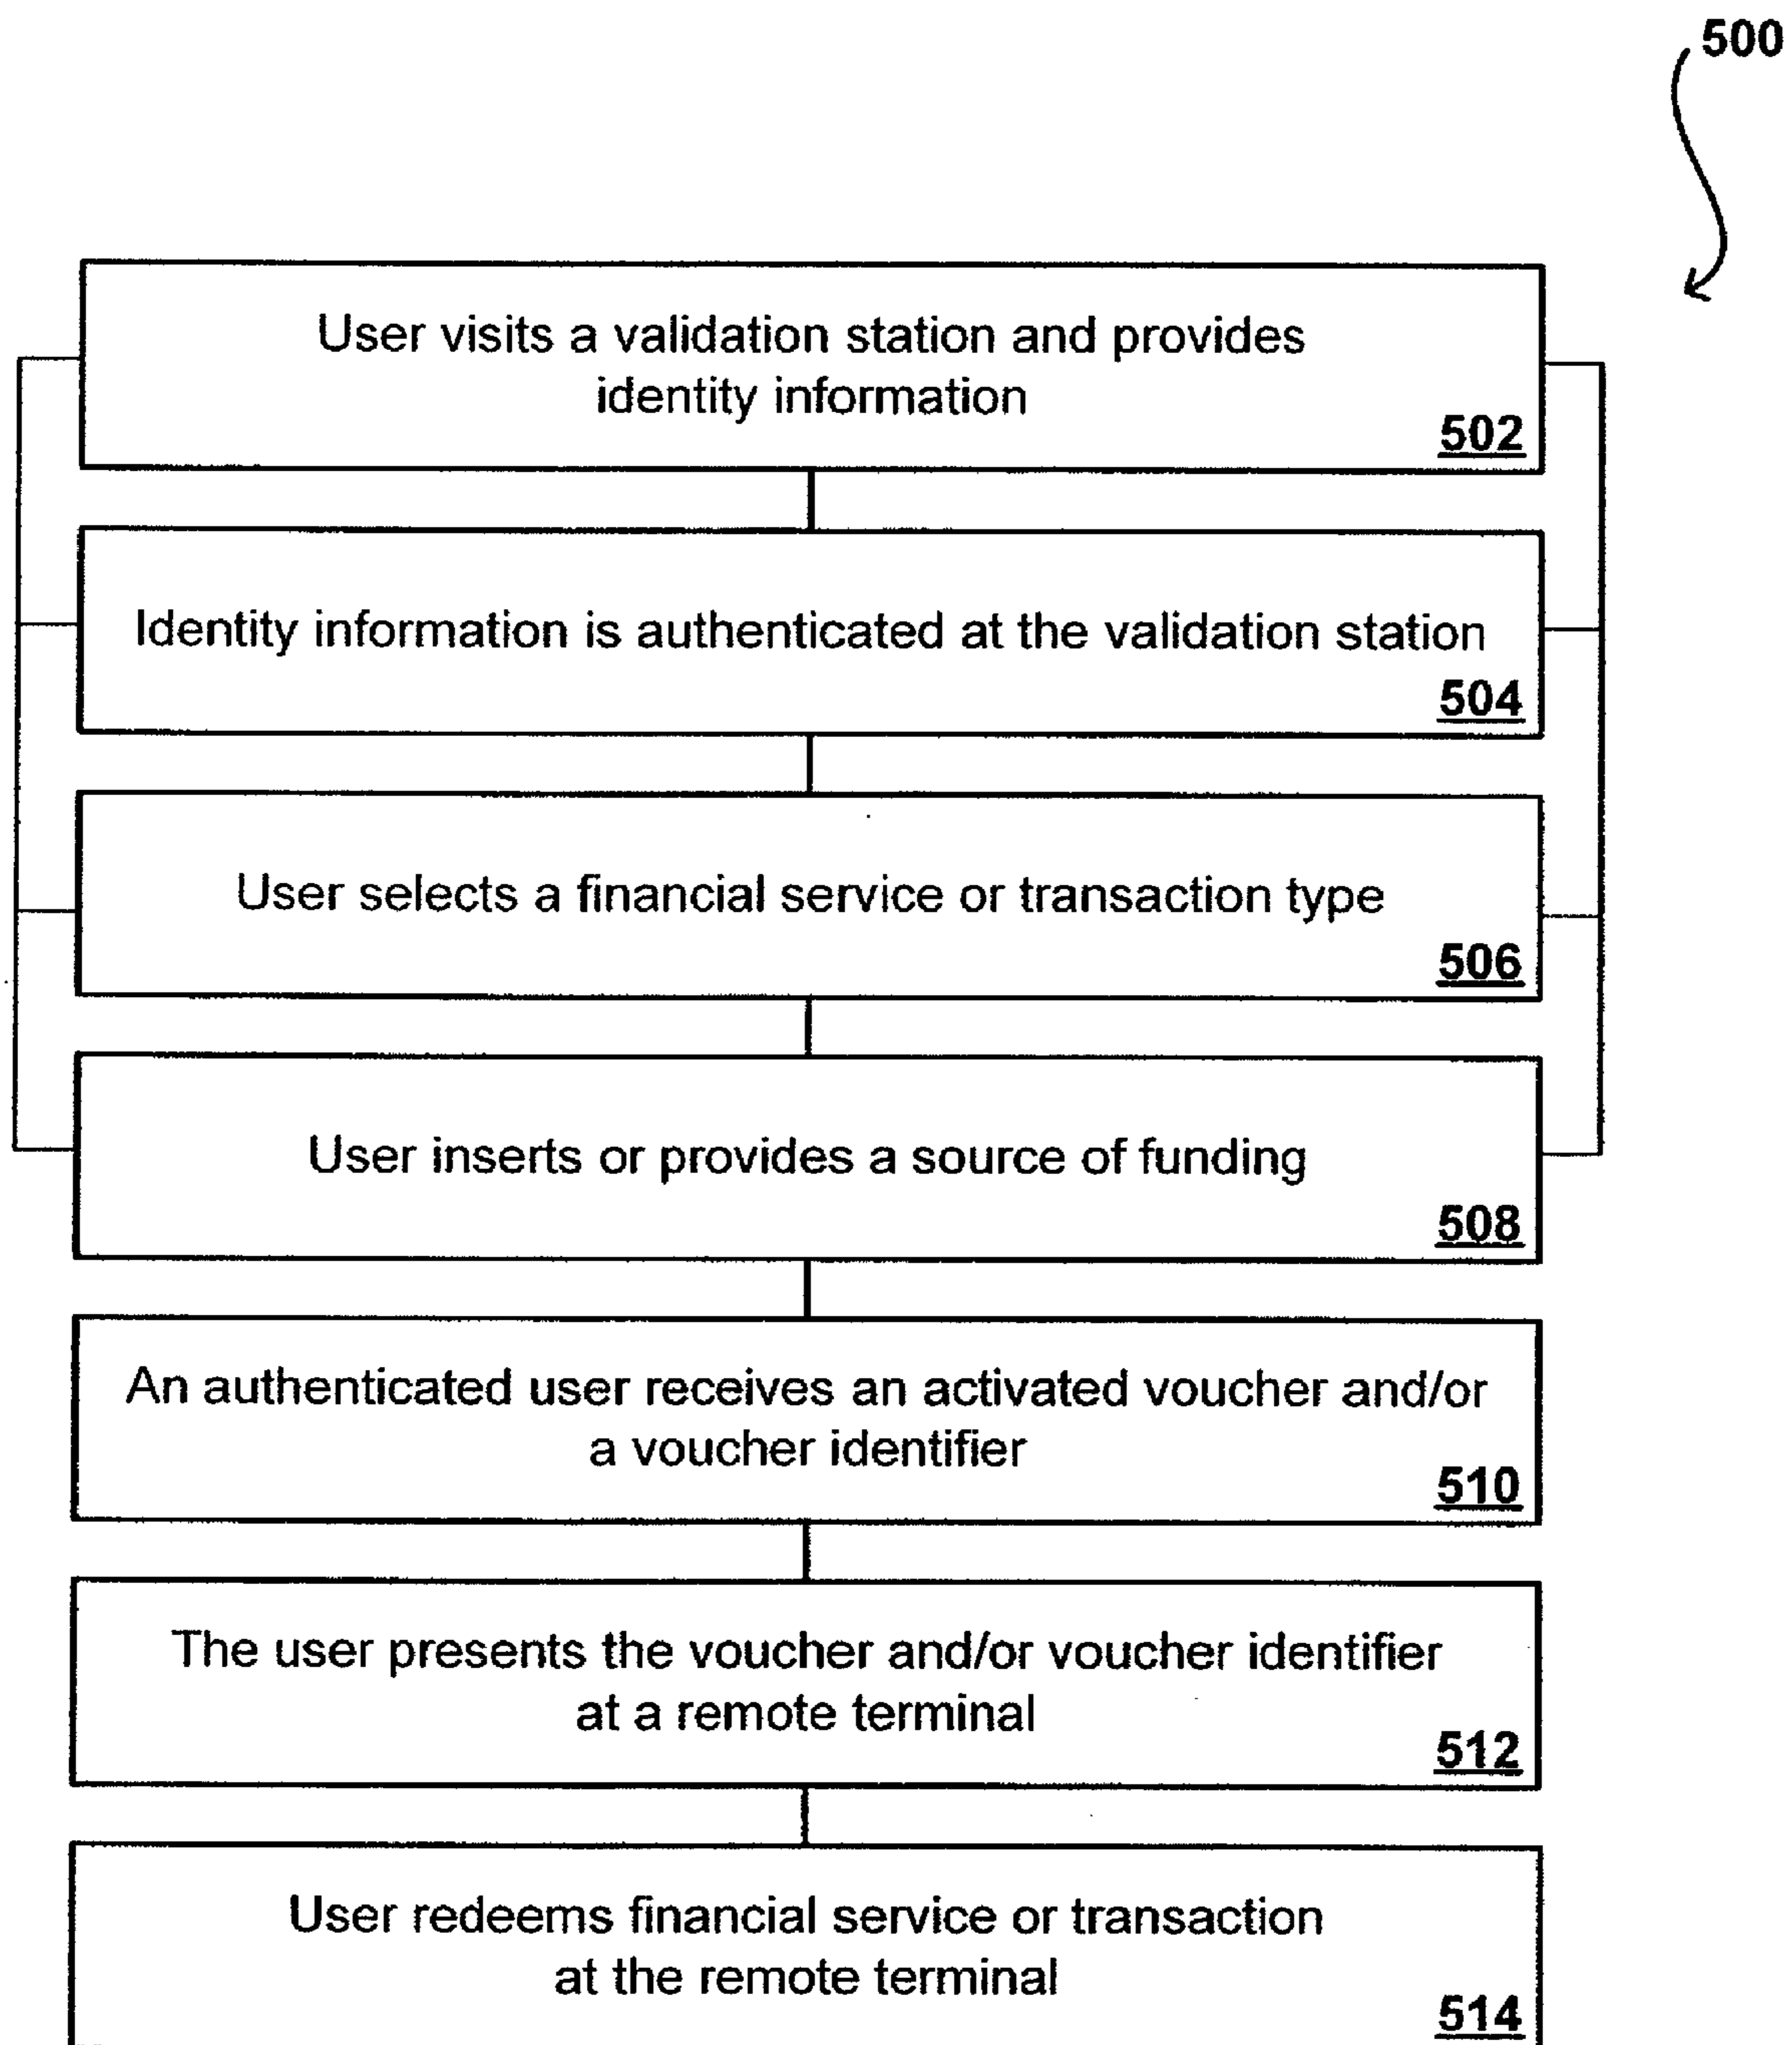 500
User visits a validation station and provides
identity information
502
Identity information is authenticated at the validation station
504
User selects a financial service or transaction type
506
User inserts or provides a source of funding
508
An authenticated user receives an activated voucher and/or
a voucher identifier
510
The user presents the voucher and/or voucher identifier
at a remote terminal
512
User redeems financial service or transaction
at the remote terminal
514